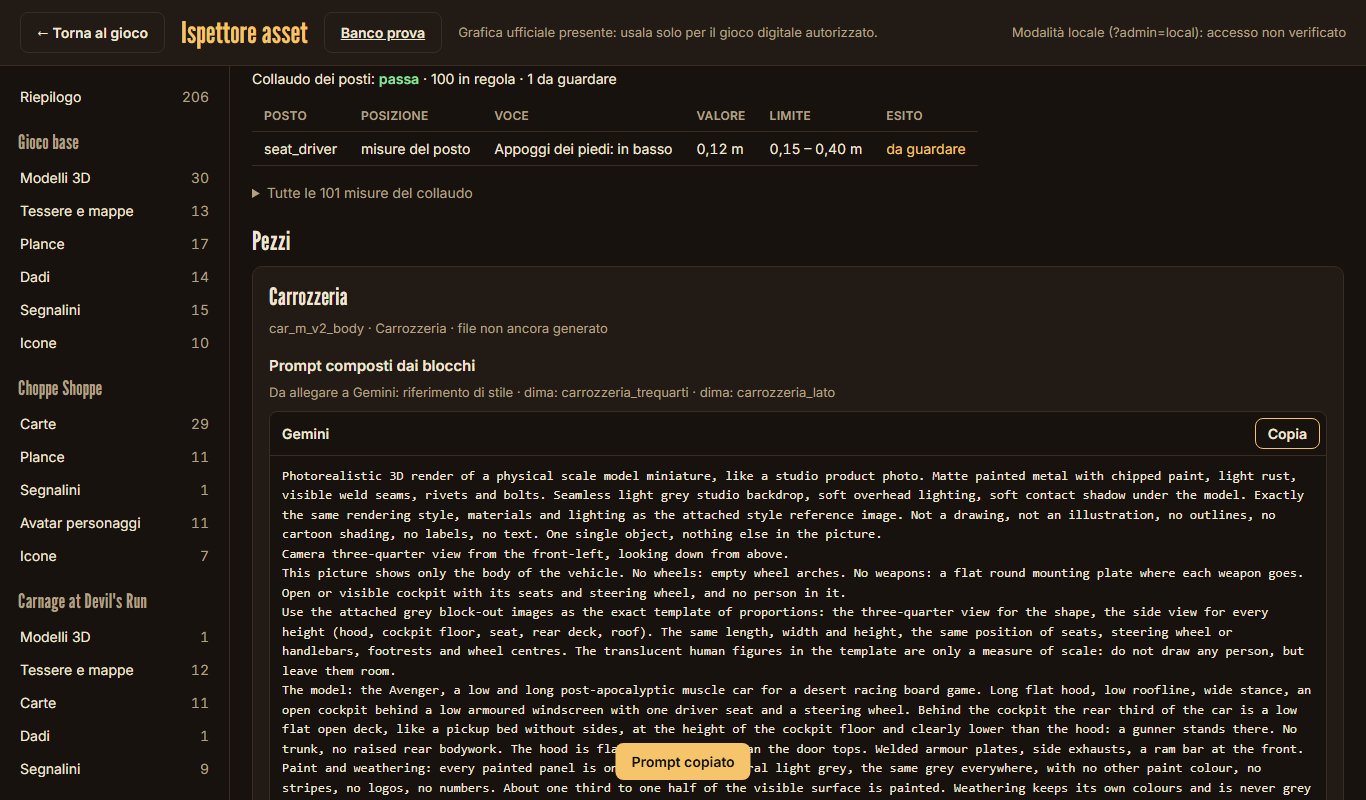 ← Torna al gioco
Ispettore asset
Banco prova
Grafica ufficiale presente: usala solo per il gioco digitale autorizzato.
Modalità locale (?admin=local): accesso non verificato
Riepilogo 206
Gioco base
Modelli 3D 30
Tessere e mappe 13
Plance 17
Dadi 14
Segnalini 15
Icone 10
Choppe Shoppe
Carte 29
Plance 11
Segnalini 1
Avatar personaggi 11
Icone 7
Carnage at Devil's Run
Modelli 3D 1
Tessere e mappe 12
Carte 11
Dadi 1
Segnalini 9
Collaudo dei posti: passa · 100 in regola · 1 da guardare
POSTO POSIZIONE VOCE VALORE LIMITE ESITO
seat_driver misure del posto Appoggi dei piedi: in basso 0,12 m 0,15 – 0,40 m da guardare
▶ Tutte le 101 misure del collaudo
Pezzi
Carrozzeria
car_m_v2_body · Carrozzeria · file non ancora generato
Prompt composti dai blocchi
Da allegare a Gemini: riferimento di stile · dima: carrozzeria_trequarti · dima: carrozzeria_lato
Gemini
Copia
Photorealistic 3D render of a physical scale model miniature, like a studio product photo. Matte painted metal with chipped paint, light rust,
visible weld seams, rivets and bolts. Seamless light grey studio backdrop, soft overhead lighting, soft contact shadow under the model. Exactly
the same rendering style, materials and lighting as the attached style reference image. Not a drawing, not an illustration, no outlines, no
cartoon shading, no labels, no text. One single object, nothing else in the picture.
Camera three-quarter view from the front-left, looking down from above.
This picture shows only the body of the vehicle. No wheels: empty wheel arches. No weapons: a flat round mounting plate where each weapon goes.
Open or visible cockpit with its seats and steering wheel, and no person in it.
Use the attached grey block-out images as the exact template of proportions: the three-quarter view for the shape, the side view for every
height (hood, cockpit floor, seat, rear deck, roof). The same length, width and height, the same position of seats, steering wheel or
handlebars, footrests and wheel centres. The translucent human figures in the template are only a measure of scale: do not draw any person, but
leave them room.
The model: the Avenger, a low and long post-apocalyptic muscle car for a desert racing board game. Long flat hood, low roofline, wide stance, an
open cockpit behind a low armoured windscreen with one driver seat and a steering wheel. Behind the cockpit the rear third of the car is a low
flat open deck, like a pickup bed without sides, at the height of the cockpit floor and clearly lower than the hood: a gunner stands there. No
trunk, no raised rear bodywork. The hood is fla an the door tops. Welded armour plates, side exhausts, a ram bar at the front.
Paint and weathering: every painted panel is on ral light grey, the same grey everywhere, with no other paint colour, no
stripes, no logos, no numbers. About one third to one half of the visible surface is painted. Weathering keeps its own colours and is never grey
Prompt copiato